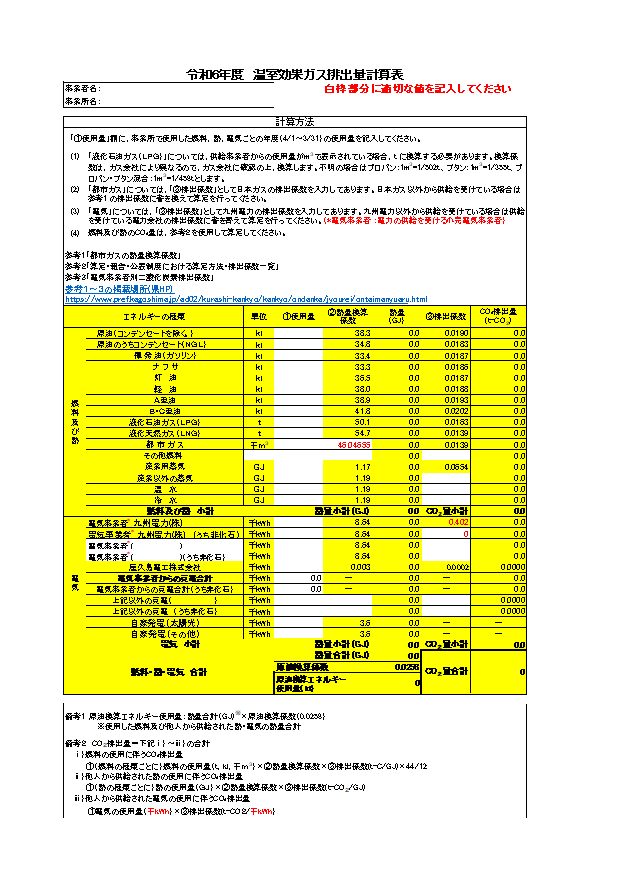 令和6年度　温室効果ガス排出量計算表
事業者名：
白枠部分に適切な値を記入してください
事業所名：
計算方法
「①使用量」欄に、事業所で使用した燃料、熱、電気ごとの年度(4/1～3/31)の使用量を記入してください。
(1) 「液化石油ガス(LPG)」については、供給事業者からの使用量がm³で表示されている場合、tに換算する必要があります。換算係
数は、ガス会社により異なるので、ガス会社に確認の上、換算します。不明の場合はプロパン：1m³=1/502t、ブタン：1m³=1/355t、プ
ロパン・ブタン混合：1m³=1/458tとします。
(2) 「都市ガス」については、「③排出係数」として日本ガスの排出係数を入力してあります。日本ガス以外から供給を受けている場合は
参考1の排出係数に書き換えて算定を行ってください。
(3) 「電気」については、「③排出係数」として九州電力の排出係数を入力してあります。九州電力以外から供給を受けている場合は供給
を受けている電力会社の排出係数に書き替えて算定を行ってください。(*電気事業者：電力の供給を受ける小売電気事業者)
(4) 燃料及び熱のCO₂量は、参考2を使用して算定してください。
参考1「都市ガスの熱量換算係数」
参考2「算定・報告・公表制度における算定方法・排出係数一覧」
参考3「電気事業者別二酸化炭素排出係数」
参考1～3の掲載場所(県HP)
https://www.pref.kagoshima.jp/ad02/kurashi-kankyo/kankyo/ondanka/jyourei/ontaimanyuaru.html
エネルギーの種類 単位 ①使用量 ②熱量換算係数 熱量(GJ) ③排出係数 CO₂排出量(t-CO₂)
燃料及び熱
原油(コンデンセートを除く。) kl 38.3 0.0 0.0190 0.0
原油のうちコンデンセート(NGL) kl 34.8 0.0 0.0183 0.0
揮発油(ガソリン) kl 33.4 0.0 0.0187 0.0
ナフサ kl 33.3 0.0 0.0186 0.0
灯油 kl 36.5 0.0 0.0187 0.0
軽油 kl 38.0 0.0 0.0188 0.0
A重油 kl 38.9 0.0 0.0193 0.0
B・C重油 kl 41.8 0.0 0.0202 0.0
液化石油ガス(LPG) t 50.1 0.0 0.0163 0.0
液化天然ガス(LNG) t 54.7 0.0 0.0139 0.0
都市ガス 千m³ 0.0 0.0139 0.0
その他燃料 0.0 0.0
産業用蒸気 GJ 1.17 0.0 0.0654 0.0
産業以外の蒸気 GJ 1.19 0.0 0.0
温水 GJ 1.19 0.0 0.0
冷水 GJ 1.19 0.0 0.0
燃料及び熱 小計 熱量小計(GJ) 0.0 CO₂量小計 0.0
電気
電気事業者* 九州電力(株) 千kWh 8.64 0.0 0.402 0.0
電気事業者* 九州電力(株) (うち非化石) 千kWh 8.64 0.0 0 0.0
電気事業者*( ) 千kWh 8.64 0.0 0.0
電気事業者*( )(うち非化石) 千kWh 8.64 0.0 0.0
屋久島電工株式会社 千kWh 0.003 0.0 0.0002 0.0000
電気事業者からの買電合計 千kWh 0.0 — 0.0 — 0.0
電気事業者からの買電合計(うち非化石) 千kWh 0.0 — 0.0 — 0.0
上記以外の買電( ) 千kWh 0.0 0.0000
上記以外の買電 (うち非化石) 千kWh 0.0 0.0000
自家発電(太陽光) 千kWh 3.6 0.0 — —
自家発電(その他) 千kWh 3.6 0.0 — —
電気 小計 熱量小計(GJ) 0.0 CO₂量小計 0.0
燃料・熱・電気 合計 熱量合計(GJ) 0.0 CO₂量合計 0
原油換算係数 0.0258
原油換算エネルギー使用量(kl) 0
備考1 原油換算エネルギー使用量：熱量合計(GJ)※×原油換算係数(0.0258)
※使用した燃料及び他人から供給された熱・電気の熱量合計
備考2 CO₂排出量＝下記ⅰ)～ⅲ)の合計
ⅰ)燃料の使用に伴うCO₂排出量
①(燃料の種類ごとに)燃料の使用量(t, kl, 千m³)×②熱量換算係数×③排出係数(t-C/GJ)×44/12
ⅱ)他人から供給された熱の使用に伴うCO₂排出量
①(熱の種類ごとに)熱の使用量(GJ)×②熱量換算係数×③排出係数(t-CO₂/GJ)
ⅲ)他人から供給された電気の使用に伴うCO₂排出量
①電気の使用量(千kWh)×③排出係数(t-CO2/千kWh)